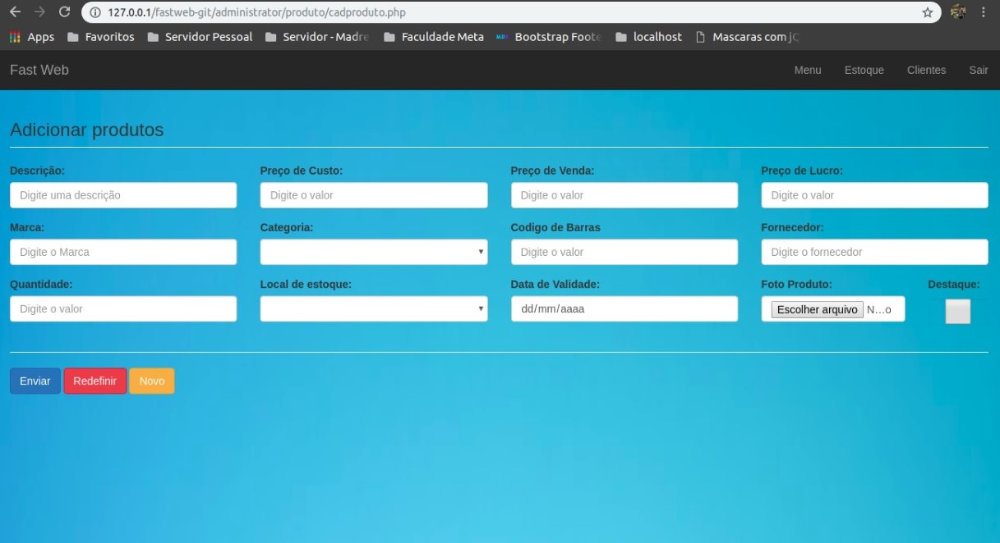 127.0.0.1/fastweb-git/administrator/produto/cadproduto.php
Apps Favoritos Servidor Pessoal Servidor - Madre Faculdade Meta MDB Bootstrap Foote localhost Mascaras com jQ
Fast Web Menu Estoque Clientes Sair
Adicionar produtos
Descrição: Preço de Custo: Preço de Venda: Preço de Lucro:
Digite uma descrição Digite o valor Digite o valor Digite o valor
Marca: Categoria: Codigo de Barras Fornecedor:
Digite o Marca Digite o valor Digite o fornecedor
Quantidade: Local de estoque: Data de Validade: Foto Produto: Destaque:
Digite o valor dd/mm/aaaa Escolher arquivo N...o
Enviar Redefinir Novo